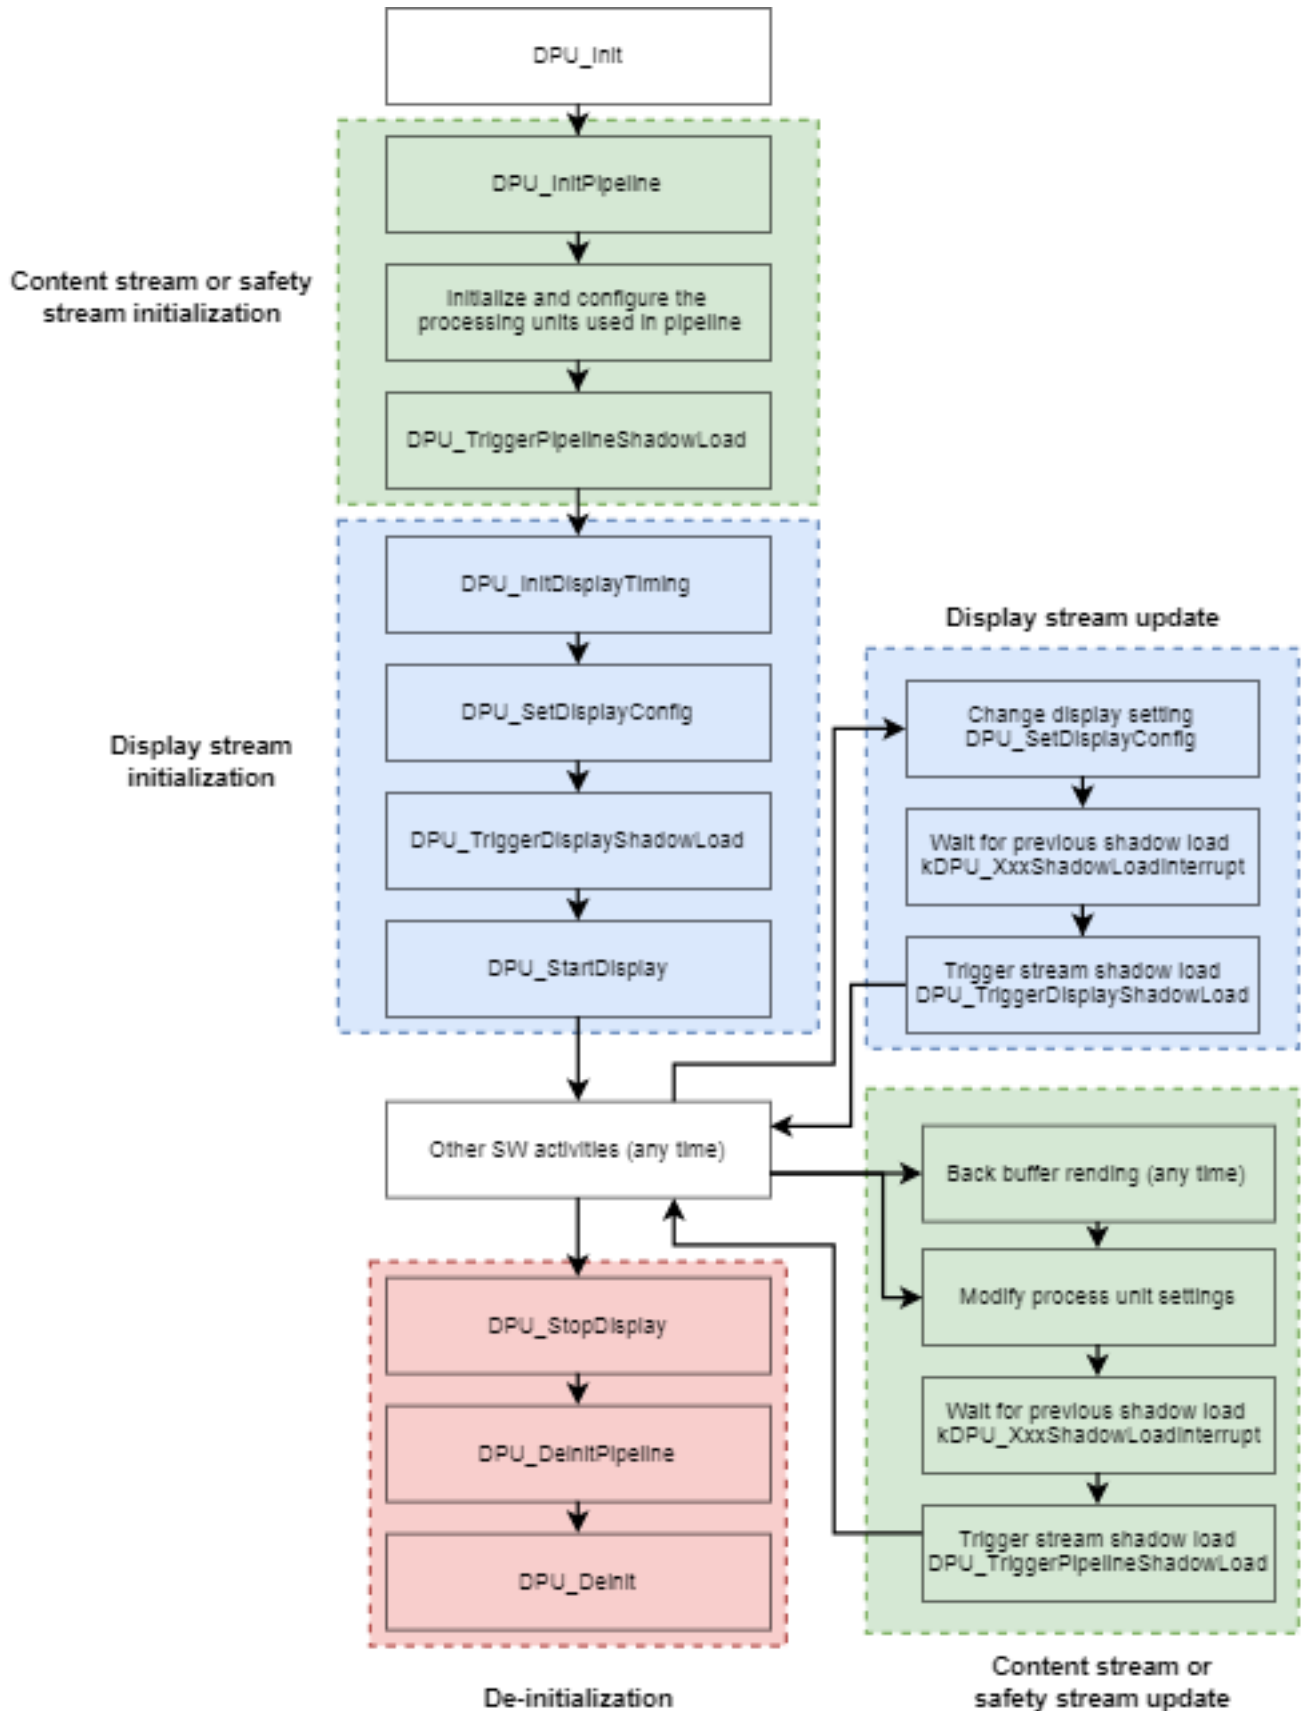 DPU_Init
Content stream or safety
stream initialization
DPU_InitPipeline
Initialize and configure the
processing units used in pipeline
DPU_TriggerPipelineShadowLoad
Display stream
initialization
DPU_InitDisplayTiming
DPU_SetDisplayConfig
DPU_TriggerDisplayShadowLoad
DPU_StartDisplay
Display stream update
Change display setting
DPU_SetDisplayConfig
Wait for previous shadow load
kDPU_XxxShadowLoadInterrupt
Trigger stream shadow load
DPU_TriggerDisplayShadowLoad
Other SW activities (any time)
Back buffer rending (any time)
Modify process unit settings
Wait for previous shadow load
kDPU_XxxShadowLoadInterrupt
Trigger stream shadow load
DPU_TriggerPipelineShadowLoad
Content stream or
safety stream update
DPU_StopDisplay
DPU_DeinitPipeline
DPU_Deinit
De-initialization